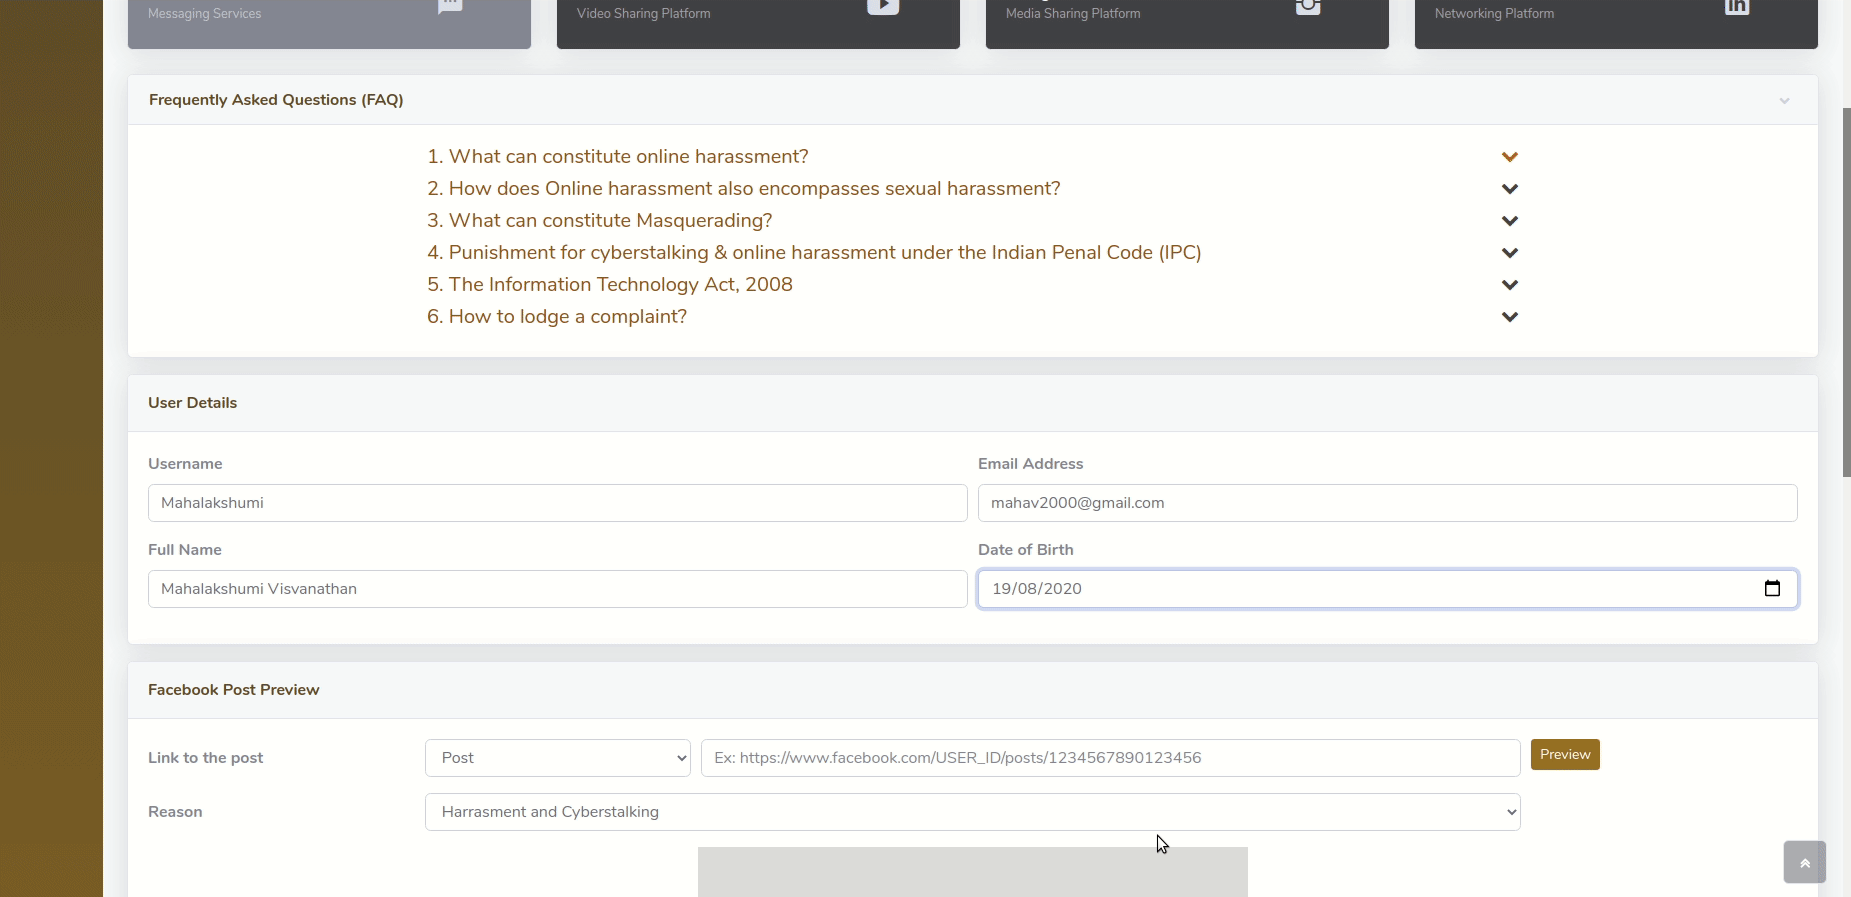 Messaging Services
Video Sharing Platform
Media Sharing Platform
Networking Platform
Frequently Asked Questions (FAQ)
1. What can constitute online harassment?
2. How does Online harassment also encompasses sexual harassment?
3. What can constitute Masquerading?
4. Punishment for cyberstalking & online harassment under the Indian Penal Code (IPC)
5. The Information Technology Act, 2008
6. How to lodge a complaint?
User Details
Username
Email Address
Mahalakshumi
mahav2000@gmail.com
Full Name
Date of Birth
Mahalakshumi Visvanathan
19/08/2020
Facebook Post Preview
Link to the post
Post
Ex: https://www.facebook.com/USER_ID/posts/1234567890123456
Preview
Reason
Harrasment and Cyberstalking